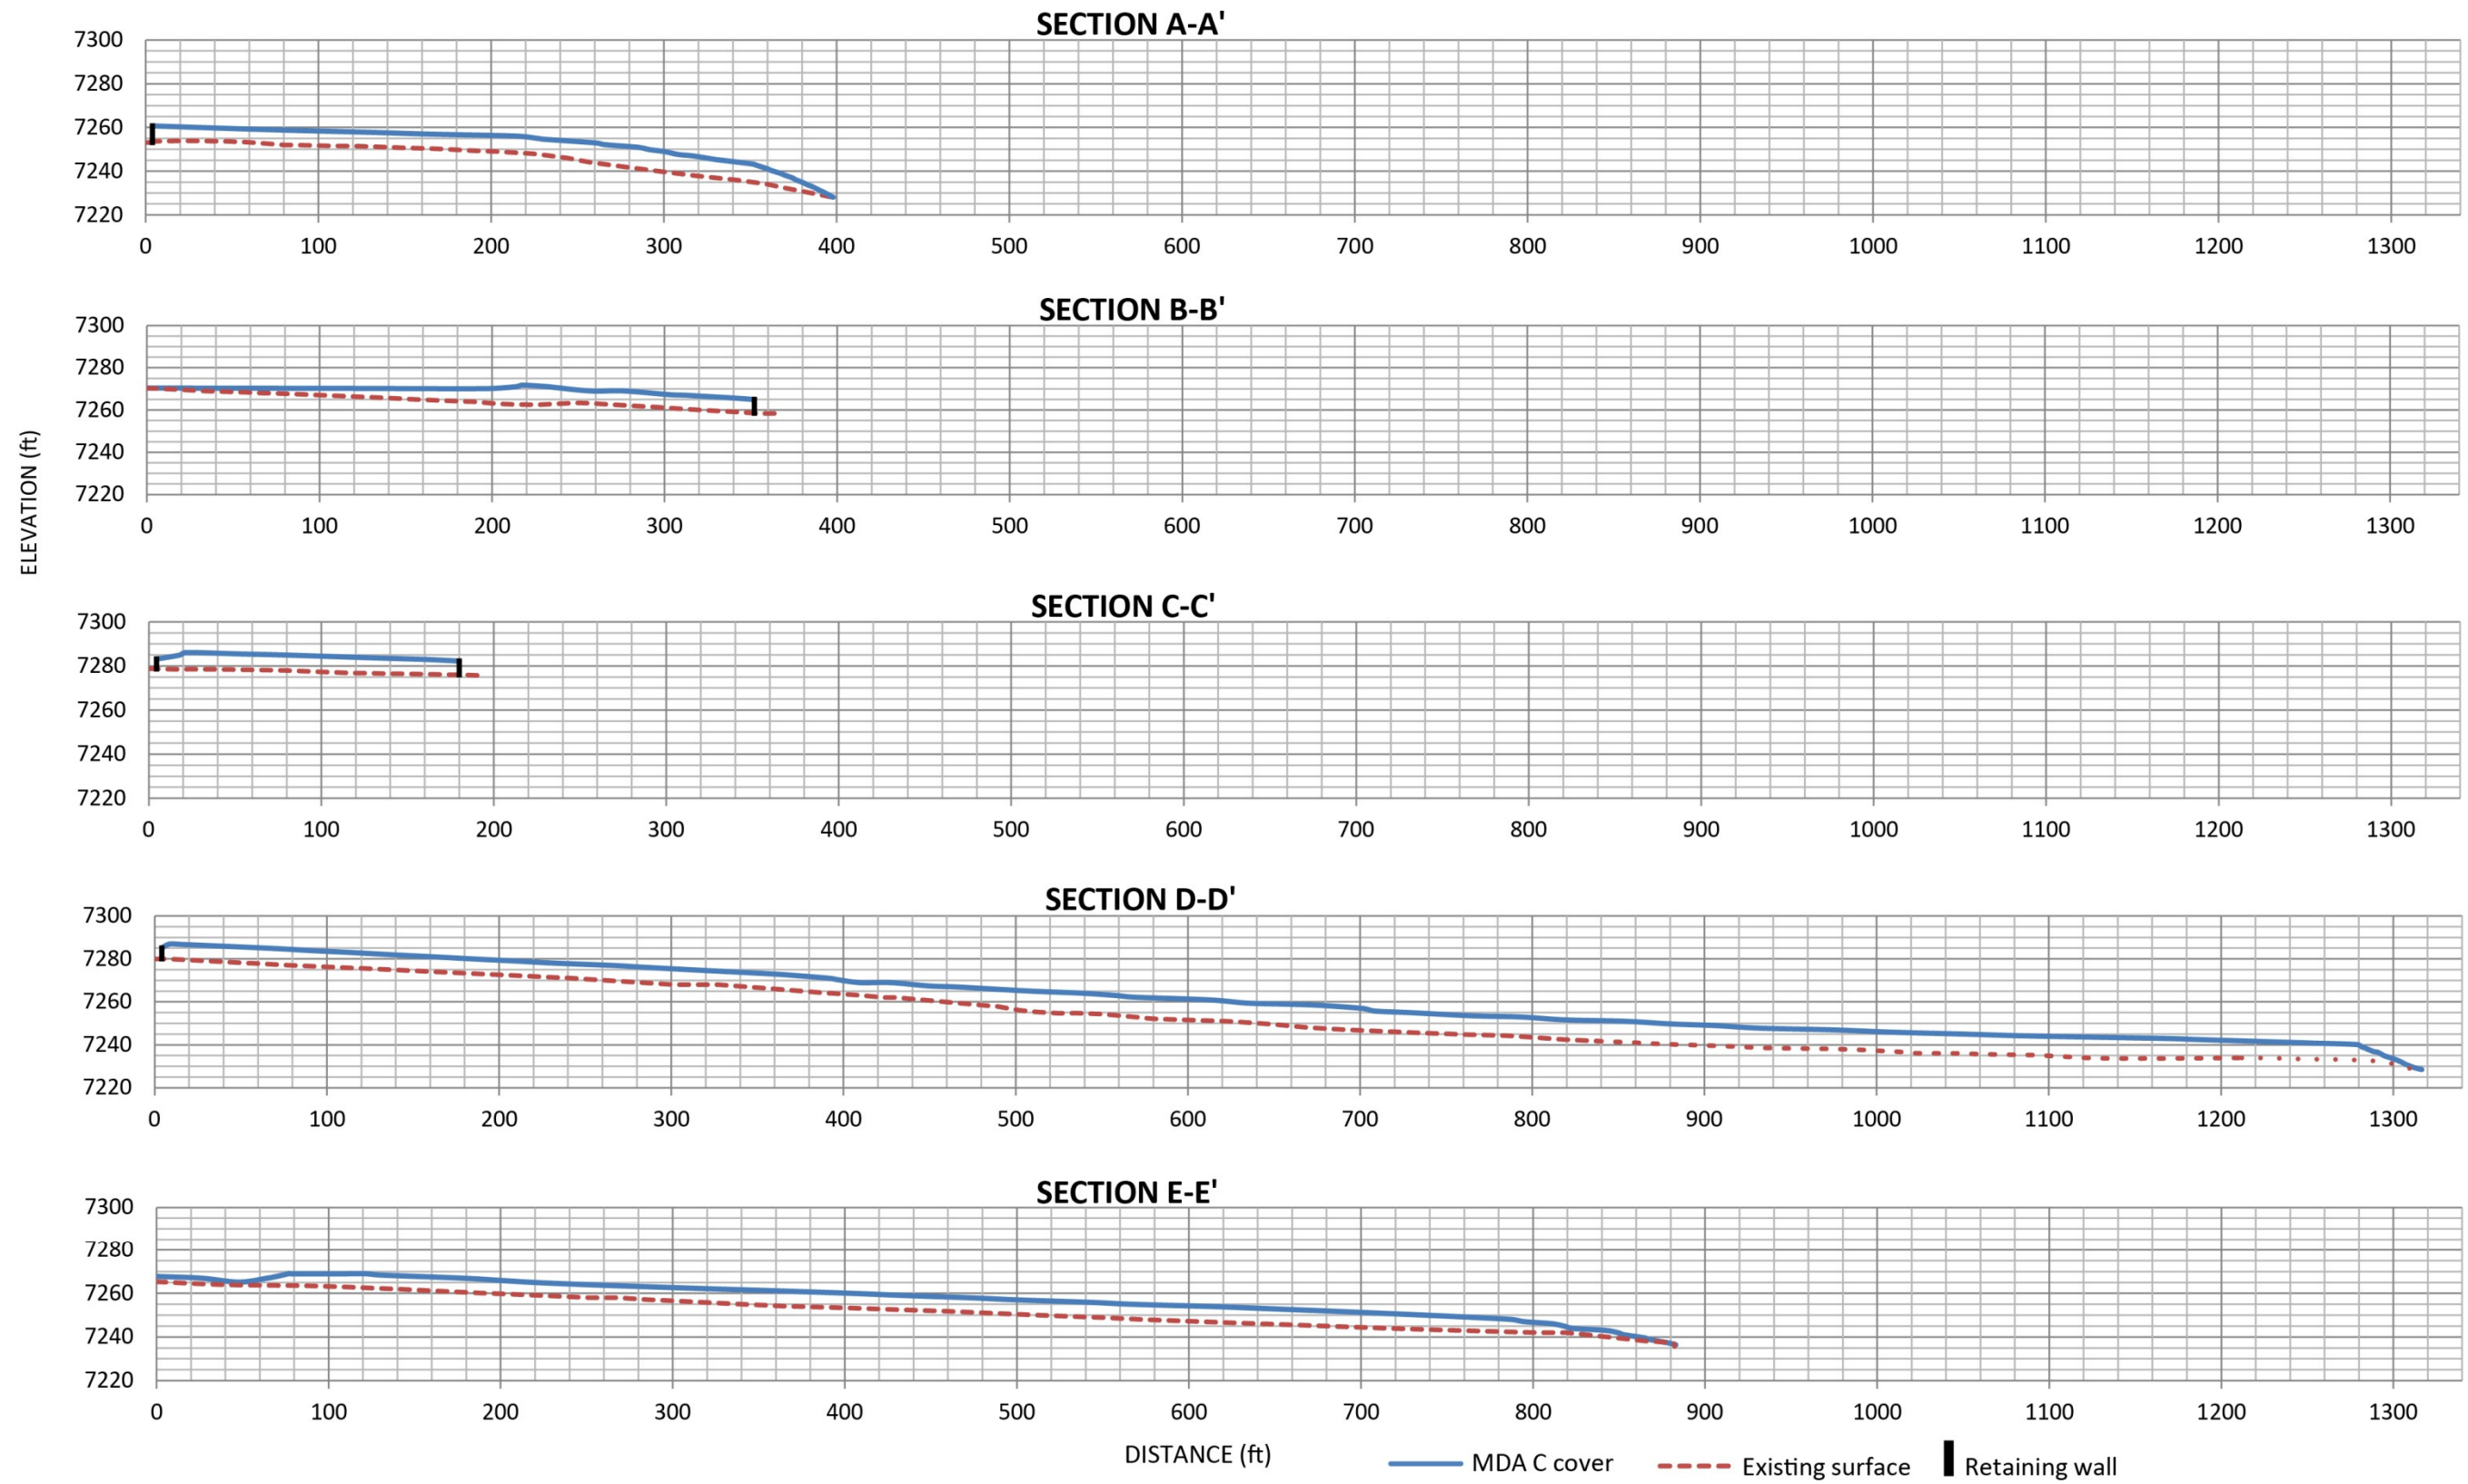 SECTION A-A'
7300
7280
7260
7240
7220
0 100 200 300 400 500 600 700 800 900 1000 1100 1200 1300
SECTION B-B'
7300
7280
7260
7240
7220
0 100 200 300 400 500 600 700 800 900 1000 1100 1200 1300
ELEVATION (ft)
SECTION C-C'
7300
7280
7260
7240
7220
0 100 200 300 400 500 600 700 800 900 1000 1100 1200 1300
SECTION D-D'
7300
7280
7260
7240
7220
0 100 200 300 400 500 600 700 800 900 1000 1100 1200 1300
SECTION E-E'
7300
7280
7260
7240
7220
0 100 200 300 400 500 600 700 800 900 1000 1100 1200 1300
DISTANCE (ft)
MDA C cover Existing surface Retaining wall